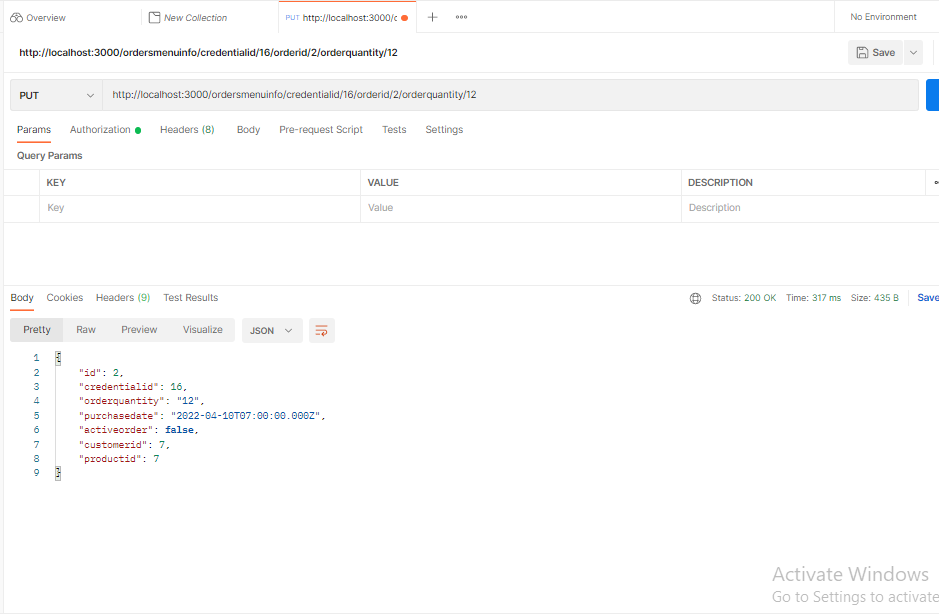 Overview New Collection PUT http://localhost:3000/c No Environment
http://localhost:3000/ordersmenuinfo/credentialid/16/orderid/2/orderquantity/12 Save
PUT http://localhost:3000/ordersmenuinfo/credentialid/16/orderid/2/orderquantity/12
Params Authorization Headers (8) Body Pre-request Script Tests Settings
Query Params
KEY VALUE DESCRIPTION
Key Value Description
Body Cookies Headers (9) Test Results Status: 200 OK Time: 317 ms Size: 435 B Save
Pretty Raw Preview Visualize JSON
1 {
2 "id": 2,
3 "credentialid": 16,
4 "orderquantity": "12",
5 "purchasedate": "2022-04-10T07:00:00.000Z",
6 "activeorder": false,
7 "customerid": 7,
8 "productid": 7
9 }
Activate Windows
Go to Settings to activate